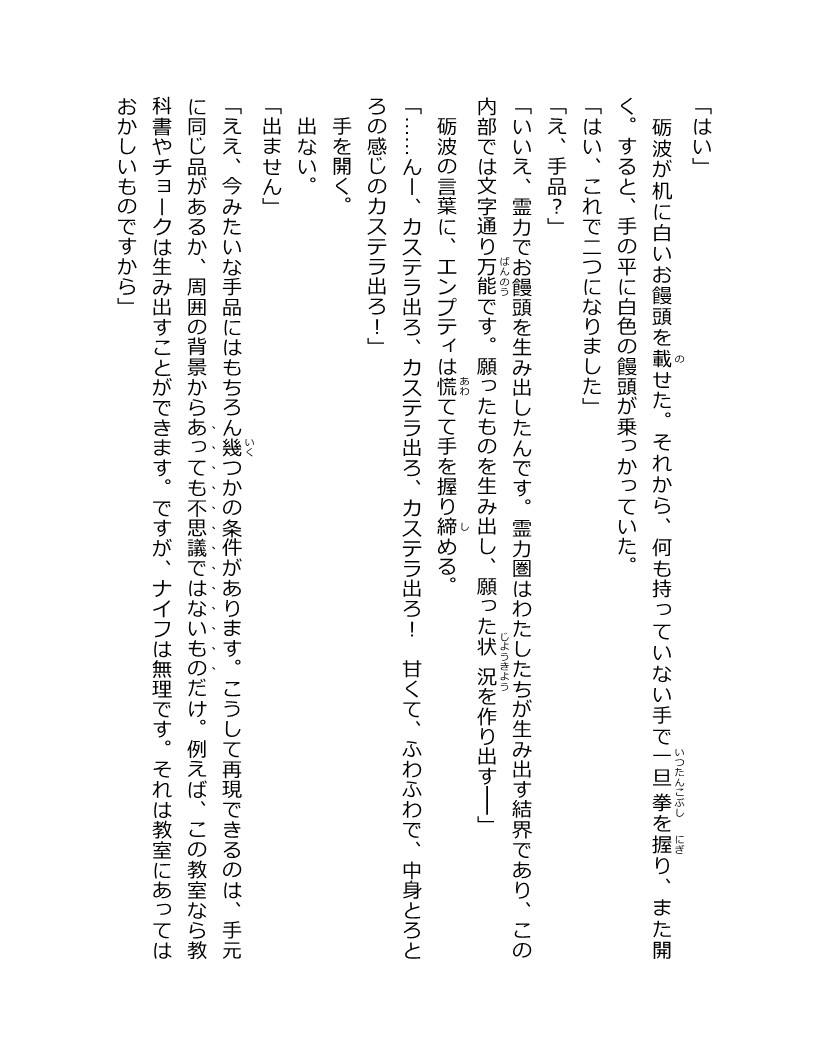 「はい」
　砺波が机に白いお饅頭を載せた。それから、何も持っていない手で一旦拳を握り、また開
く。すると、手の平に白色の饅頭が乗っかっていた。
「はい、これで二つになりました」
「え、手品？」
「いいえ、霊力でお饅頭を生み出したんです。霊力圏はわたしたちが生み出す結界であり、この
内部では文字通り万能です。願ったものを生み出し、願った状況を作り出す――」
　砺波の言葉に、エンプティは慌てて手を握り締める。
「……んー、カステラ出ろ、カステラ出ろ、カステラ出ろ！　甘くて、ふわふわで、中身とろと
ろの感じのカステラ出ろ！」
　手を開く。
　出ない。
「出ません」
「ええ、今みたいな手品にはもちろん幾つかの条件があります。こうして再現できるのは、手元
に同じ品があるか、周囲の背景からあっても不思議ではないものだけ。例えば、この教室なら教
科書やチョークは生み出すことができます。ですが、ナイフは無理です。それは教室にあっては
おかしいものですから」